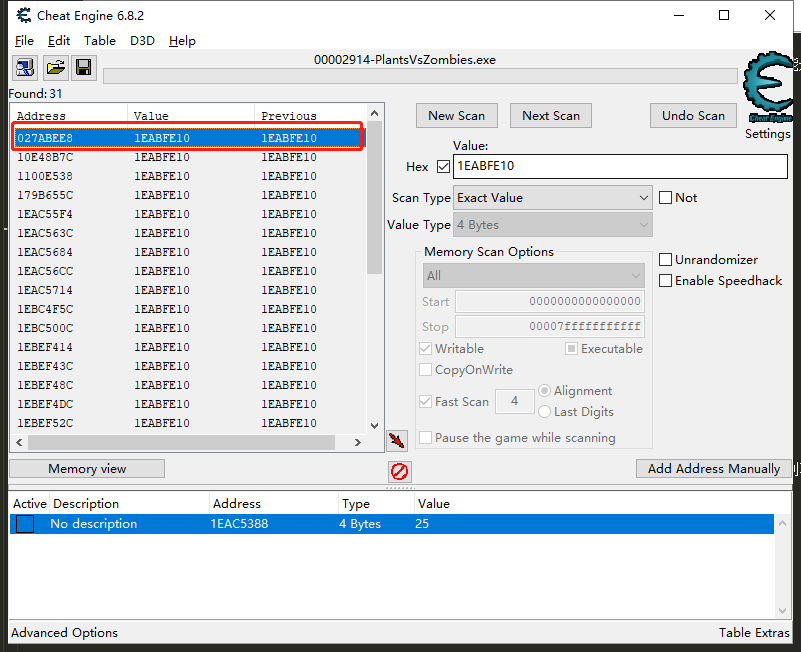 Cheat Engine 6.8.2
File Edit Table D3D Help
00002914-PlantsVsZombies.exe
Found: 31
Address Value Previous
027ABEE8 1EABFE10 1EABFE10
10E48B7C 1EABFE10 1EABFE10
1100E538 1EABFE10 1EABFE10
179B655C 1EABFE10 1EABFE10
1EAC55F4 1EABFE10 1EABFE10
1EAC563C 1EABFE10 1EABFE10
1EAC5684 1EABFE10 1EABFE10
1EAC56CC 1EABFE10 1EABFE10
1EAC5714 1EABFE10 1EABFE10
1EBC4F5C 1EABFE10 1EABFE10
1EBC500C 1EABFE10 1EABFE10
1EBEF414 1EABFE10 1EABFE10
1EBEF43C 1EABFE10 1EABFE10
1EBEF48C 1EABFE10 1EABFE10
1EBEF4DC 1EABFE10 1EABFE10
1EBEF52C 1EABFE10 1EABFE10
New Scan Next Scan Undo Scan
Cheat Engine
Settings
Value:
Hex 1EABFE10
Scan Type Exact Value Not
Value Type 4 Bytes
Memory Scan Options
All
Start 0000000000000000
Stop 00007fffffffffff
Writable Executable
CopyOnWrite
Fast Scan 4 Alignment
Last Digits
Pause the game while scanning
Unrandomizer
Enable Speedhack
Memory view
Add Address Manually
Active Description Address Type Value
No description 1EAC5388 4 Bytes 25
Advanced Options Table Extras